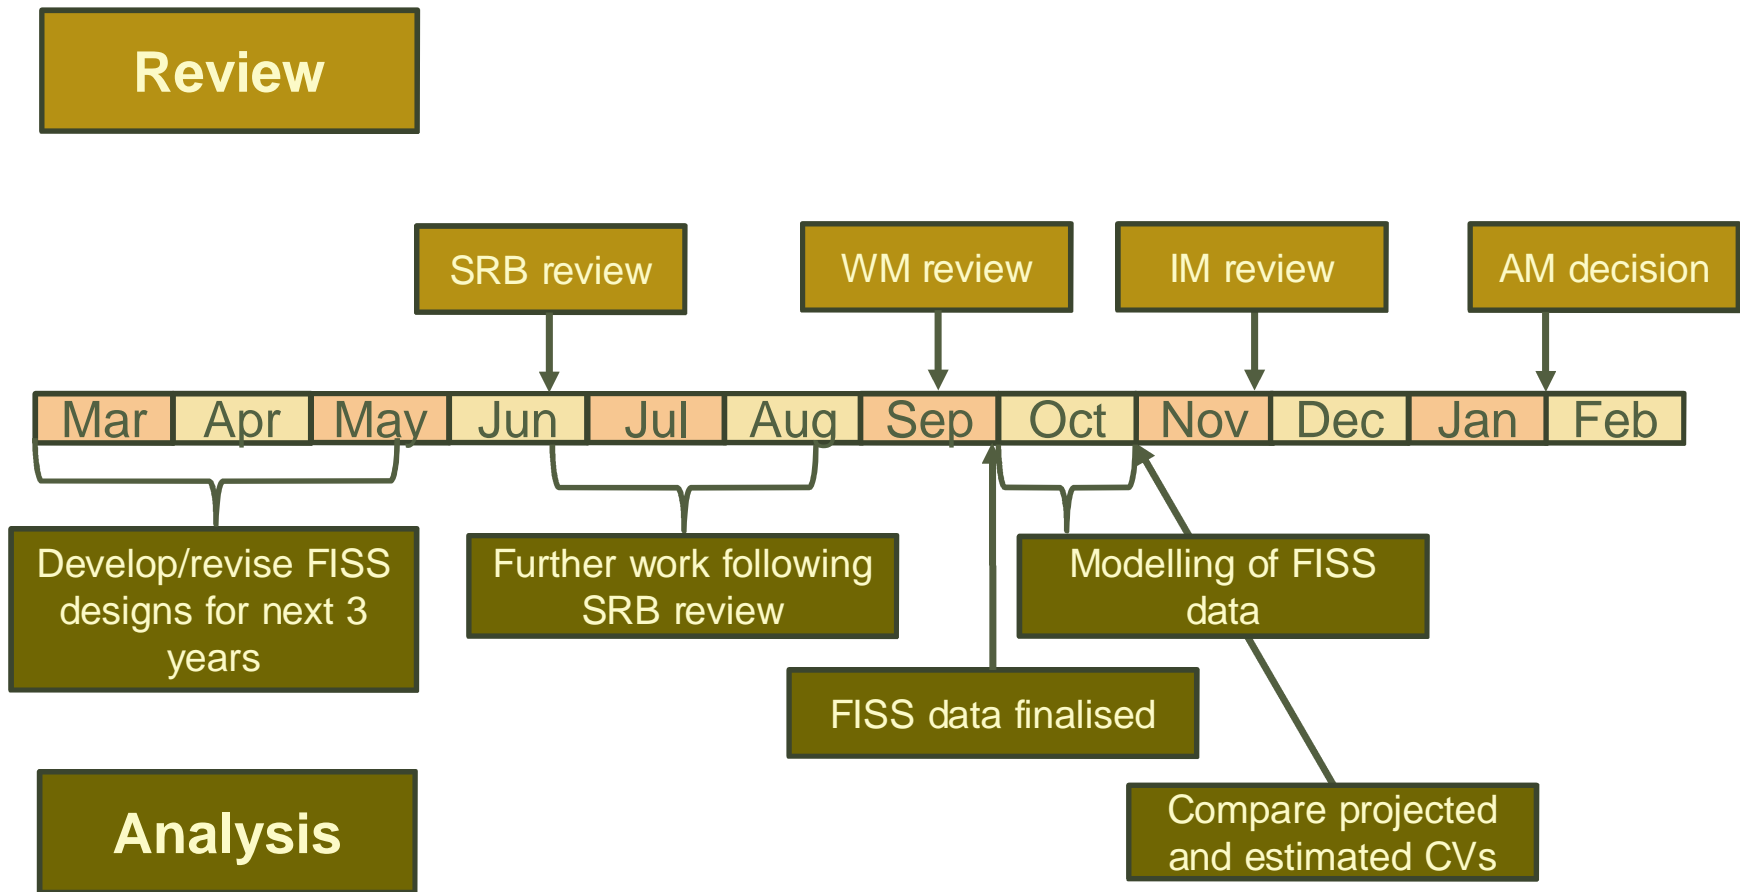 Review
SRB review
WM review
IM review
AM decision
Mar Apr May Jun Jul Aug Sep Oct Nov Dec Jan Feb
Develop/revise FISS
designs for next 3
years
Further work following
SRB review
Modelling of FISS
data
FISS data finalised
Compare projected
and estimated CVs
Analysis